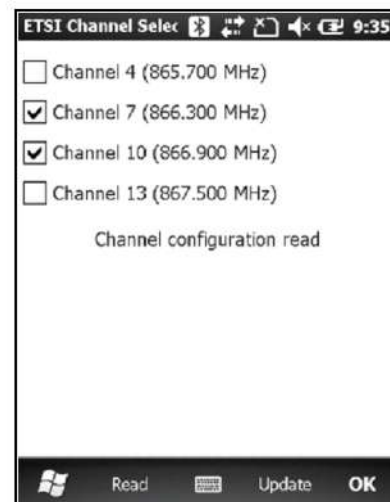 ETSI Channel Selec 9:35
Channel 4 (865.700 MHz)
Channel 7 (866.300 MHz)
Channel 10 (866.900 MHz)
Channel 13 (867.500 MHz)
Channel configuration read
Read Update OK